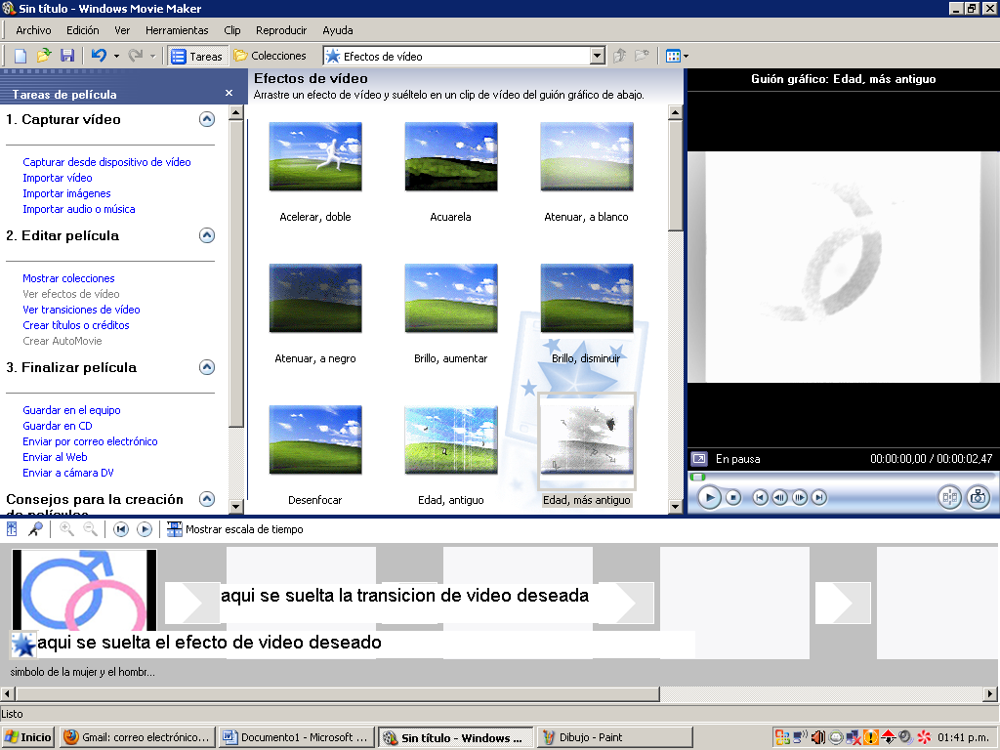 Sin título - Windows Movie Maker
Archivo Edición Ver Herramientas Clip Reproducir Ayuda
Tareas Colecciones Efectos de vídeo
Tareas de película
1. Capturar vídeo
Capturar desde dispositivo de vídeo
Importar vídeo
Importar imágenes
Importar audio o música
2. Editar película
Mostrar colecciones
Ver efectos de vídeo
Ver transiciones de vídeo
Crear títulos o créditos
Crear AutoMovie
3. Finalizar película
Guardar en el equipo
Guardar en CD
Enviar por correo electrónico
Enviar al Web
Enviar a cámara DV
Consejos para la creación
de películas
Efectos de vídeo
Arrastre un efecto de vídeo y suéltelo en un clip de vídeo del guión gráfico de abajo.
Acelerar, doble Acuarela Atenuar, a blanco
Atenuar, a negro Brillo, aumentar Brillo, disminuir
Desenfocar Edad, antiguo Edad, más antiguo
Guión gráfico: Edad, más antiguo
En pausa 00:00:00,00 / 00:00:02,47
Mostrar escala de tiempo
aqui se suelta la transicion de video deseada
aqui se suelta el efecto de video deseado
simbolo de la mujer y el hombr...
Listo
Inicio Gmail: correo electrónico... Documento1 - Microsoft ... Sin título - Windows ... Dibujo - Paint 01:41 p.m.